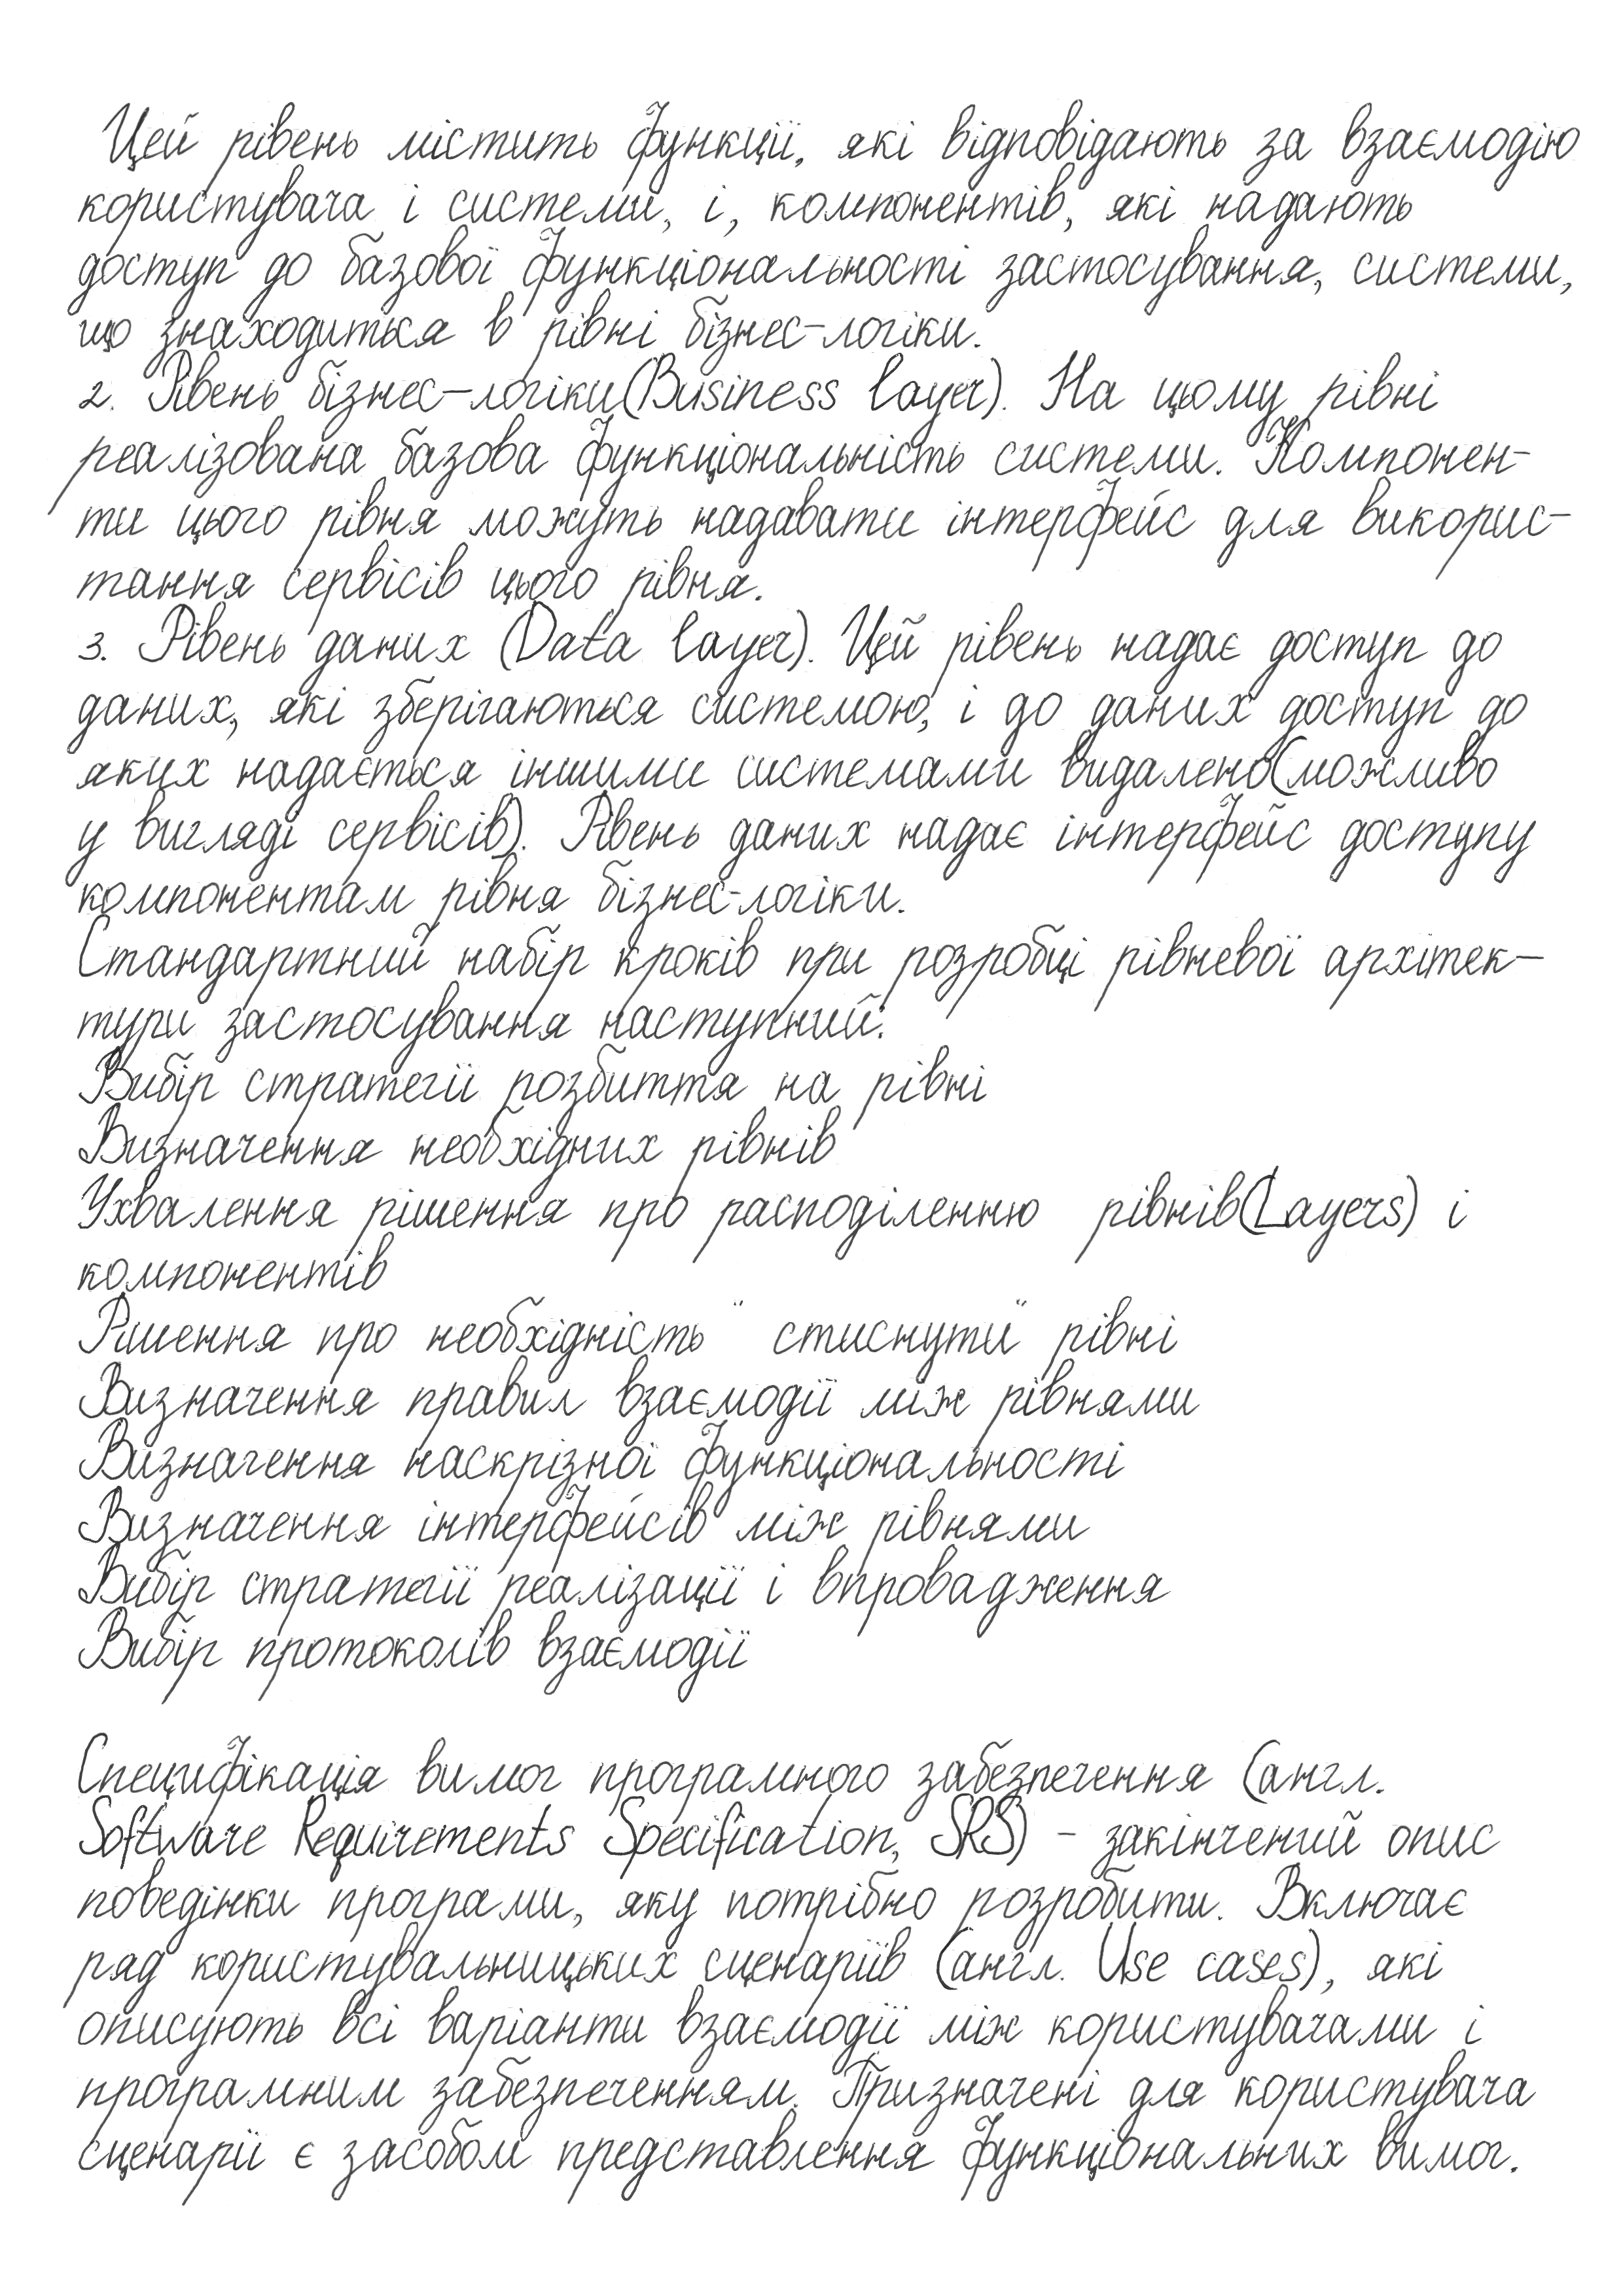 Цей рівень містить функції, які відповідають за взаємодію
користувача і системи, і, компонентів, які надають
доступ до базової функціональності застосування, системи,
що знаходиться в рівні бізнес-логіки.
2. Рівень бізнес-логіки(Business layer). На цьому рівні
реалізована базова функціональність системи. Компонен-
ти цього рівня можуть надавати інтерфейс для викорис-
тання сервісів цього рівня.
3. Рівень даних (Data layer). Цей рівень надає доступ до
даних, які зберігаються системою, і до даних доступ до
яких надається іншими системами видалено(можливо
у вигляді сервісів). Рівень даних надає інтерфейс доступу
компонентам рівня бізнес-логіки.
Стандартний набір кроків при розробці рівневої архітек-
тури застосування наступний:
Вибір стратегії розбиття на рівні
Визначення необхідних рівнів
Ухвалення рішення про расподіленню рівнів(Layers) і
компонентів
Рішення про необхідність " стиснути" рівні
Визначення правил взаємодії між рівнями
Визначення наскрізної функціональності
Визначення інтерфейсів між рівнями
Вибір стратегії реалізації і впровадження
Вибір протоколів взаємодії
Специфікація вимог програмного забезпечення (англ.
Software Requirements Specification, SRS) - закінчений опис
поведінки програми, яку потрібно розробити. Включає
ряд користувальницьких сценаріїв (англ. Use cases), які
описують всі варіанти взаємодії між користувачами і
програмним забезпеченням. Призначені для користувача
сценарії є засобом представлення функціональних вимог.